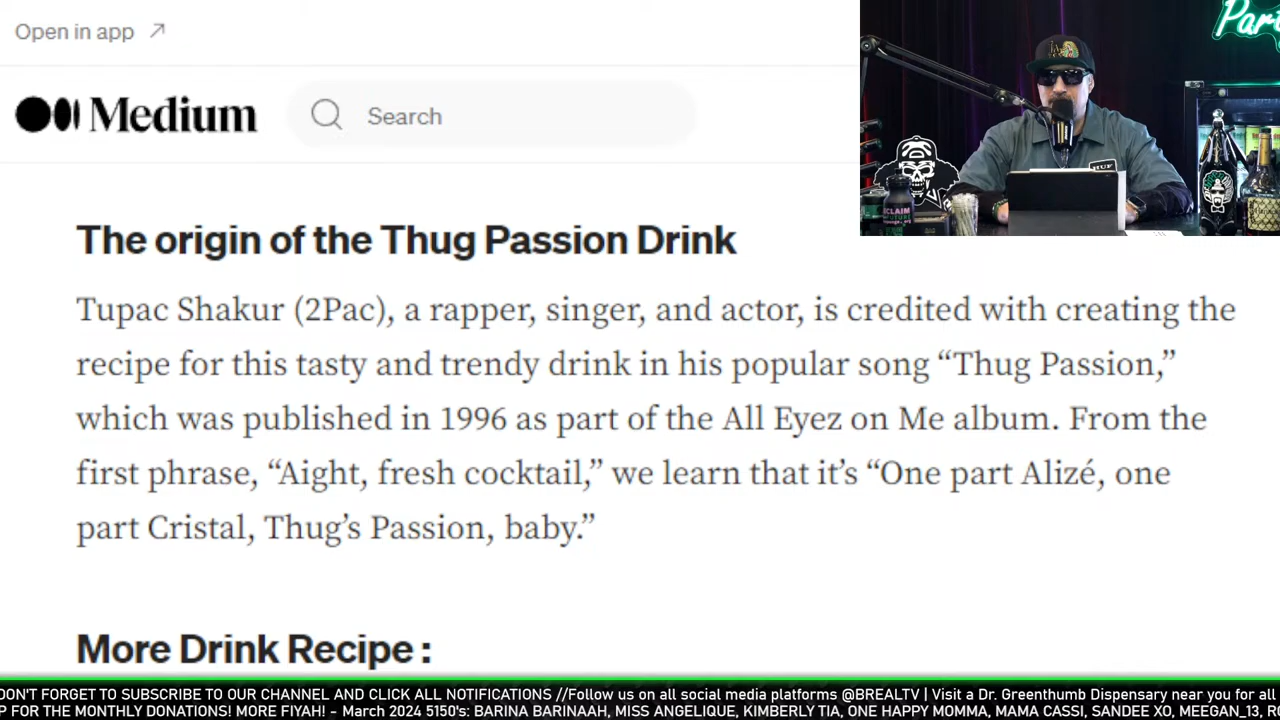 Open in app
Medium
Search
Part
HUF
The origin of the Thug Passion Drink
Tupac Shakur (2Pac), a rapper, singer, and actor, is credited with creating the
recipe for this tasty and trendy drink in his popular song “Thug Passion,”
which was published in 1996 as part of the All Eyez on Me album. From the
first phrase, “Aight, fresh cocktail,” we learn that it’s “One part Alizé, one
part Cristal, Thug’s Passion, baby.”
More Drink Recipe :
DON'T FORGET TO SUBSCRIBE TO OUR CHANNEL AND CLICK ALL NOTIFICATIONS //Follow us on all social media platforms @BREALTV | Visit a Dr. Greenthumb Dispensary near you for all
P FOR THE MONTHLY DONATIONS! MORE FIYAH! - March 2024 5150's: BARINA BARINAAH, MISS ANGELIQUE, KIMBERLY TIA, ONE HAPPY MOMMA, MAMA CASSI, SANDEE XO, MEEGAN_13, R